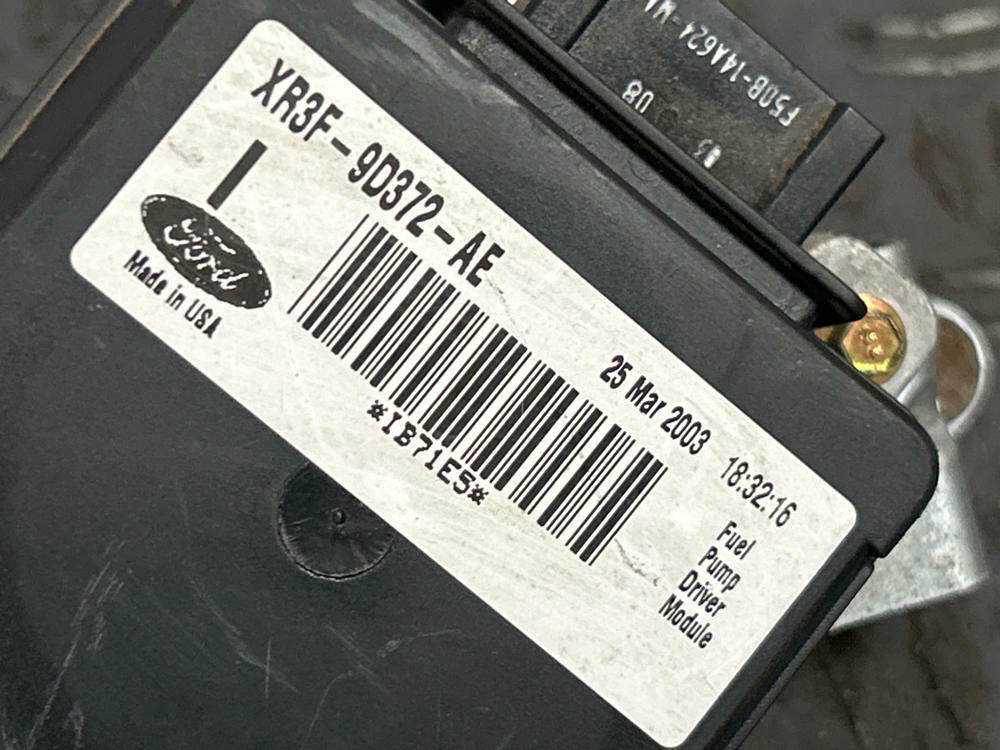 XR3F-9D372-AE
I
Ford
Made in USA
*IB71E5*
25 Mar 2003 18:32:16
Fuel
Pump
Driver
Module
F50B-14A624-
08